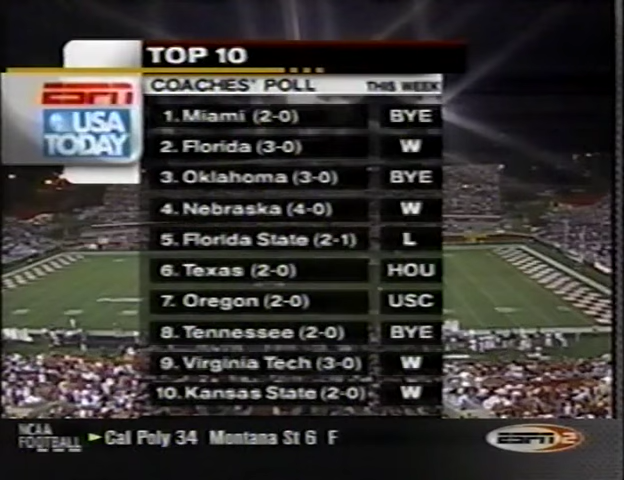 TOP 10
COACHES' POLL THIS WEEK
ESPN
USA
TODAY
1. Miami (2-0) BYE
2. Florida (3-0) W
3. Oklahoma (3-0) BYE
4. Nebraska (4-0) W
5. Florida State (2-1) L
6. Texas (2-0) HOU
7. Oregon (2-0) USC
8. Tennessee (2-0) BYE
9. Virginia Tech (3-0) W
10. Kansas State (2-0) W
NCAA
FOOTBALL
Cal Poly 34 Montana St 6 F
ESPN 2